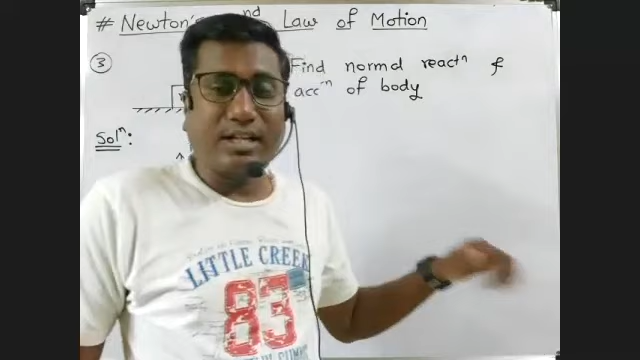 # Newton's nd Law of Motion
③ Find normal reactⁿ &
accⁿ of body
Solⁿ:
LITTLE CREEK
83